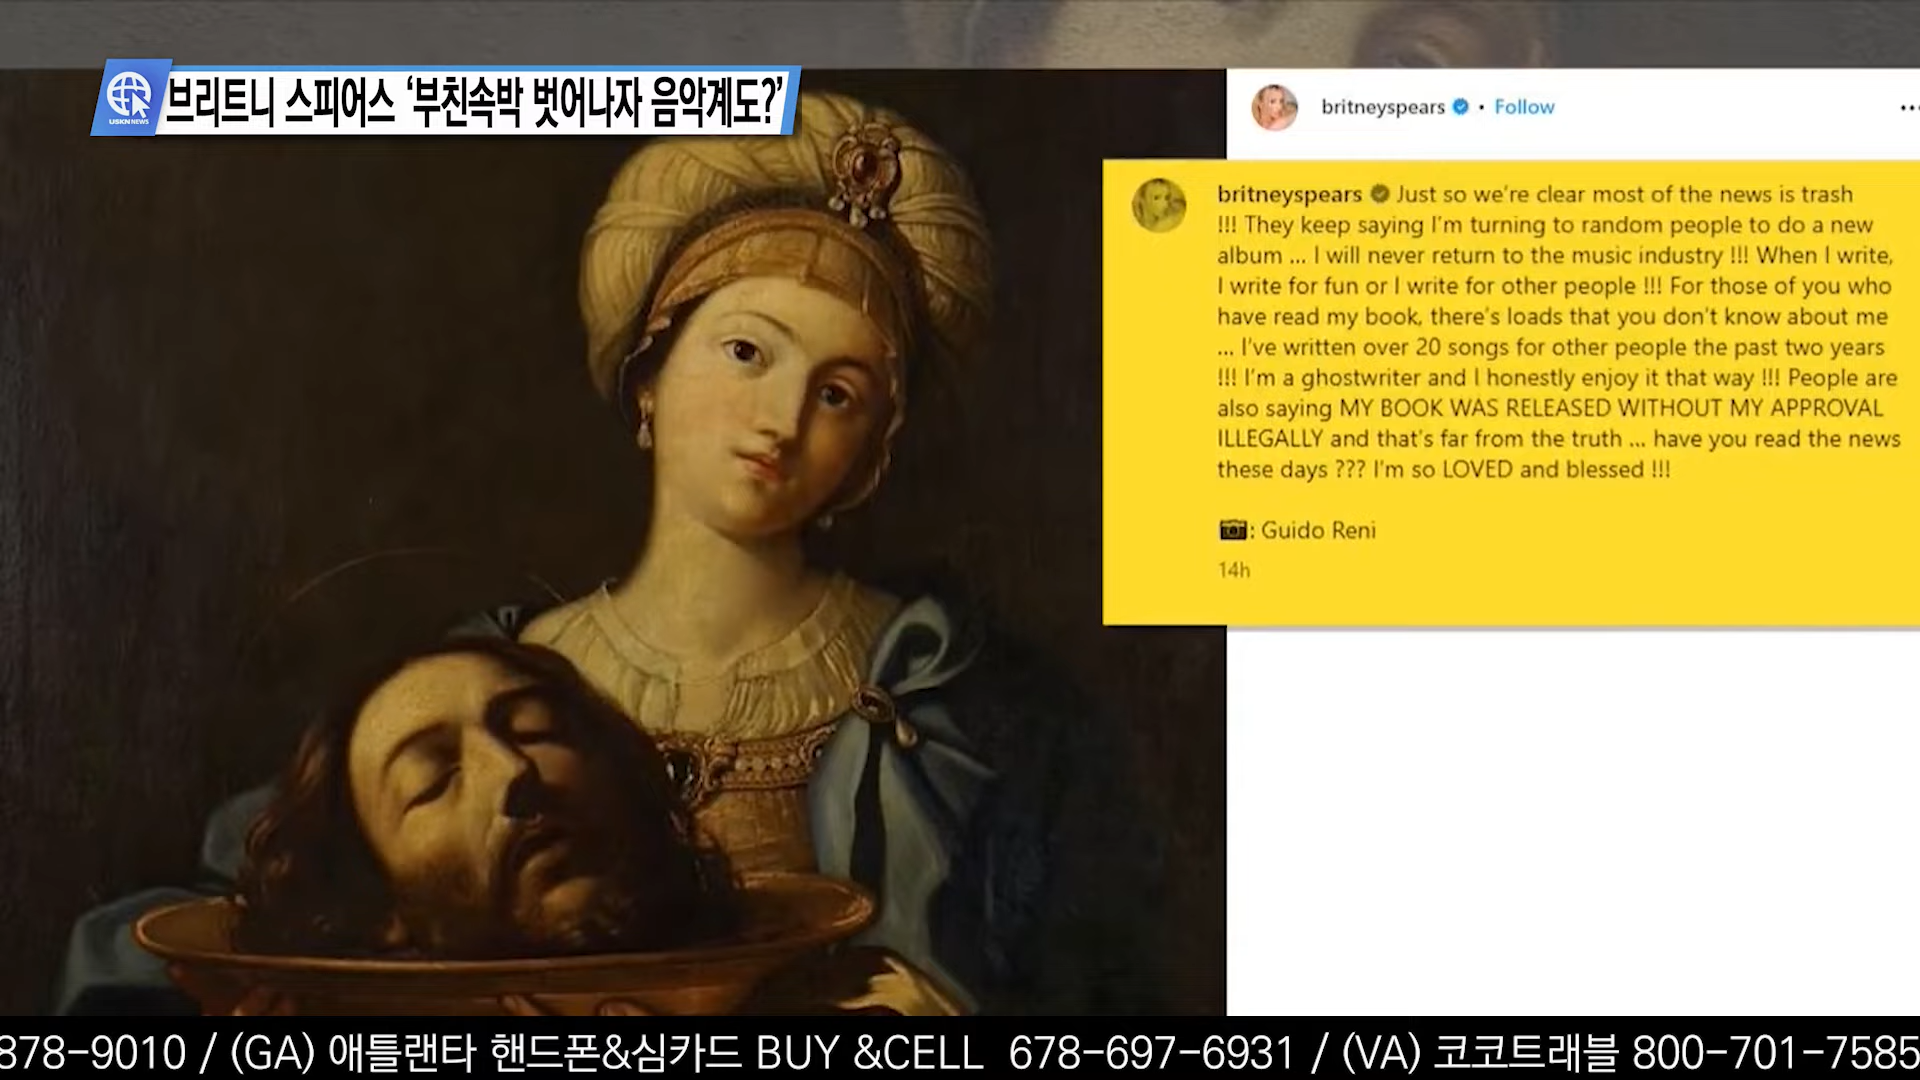 브리트니 스피어스 ‘부친속박 벗어나자 음악계도?’
USKN NEWS
britneyspears • Follow
britneyspears Just so we're clear most of the news is trash
!!! They keep saying I'm turning to random people to do a new
album ... I will never return to the music industry !!! When I write,
I write for fun or I write for other people !!! For those of you who
have read my book, there's loads that you don't know about me
... I've written over 20 songs for other people the past two years
!!! I'm a ghostwriter and I honestly enjoy it that way !!! People are
also saying MY BOOK WAS RELEASED WITHOUT MY APPROVAL
ILLEGALLY and that's far from the truth ... have you read the news
these days ??? I'm so LOVED and blessed !!!
📷: Guido Reni
14h
878-9010 / (GA) 애틀랜타 핸드폰&심카드 BUY &CELL 678-697-6931 / (VA) 코코트래블 800-701-7585